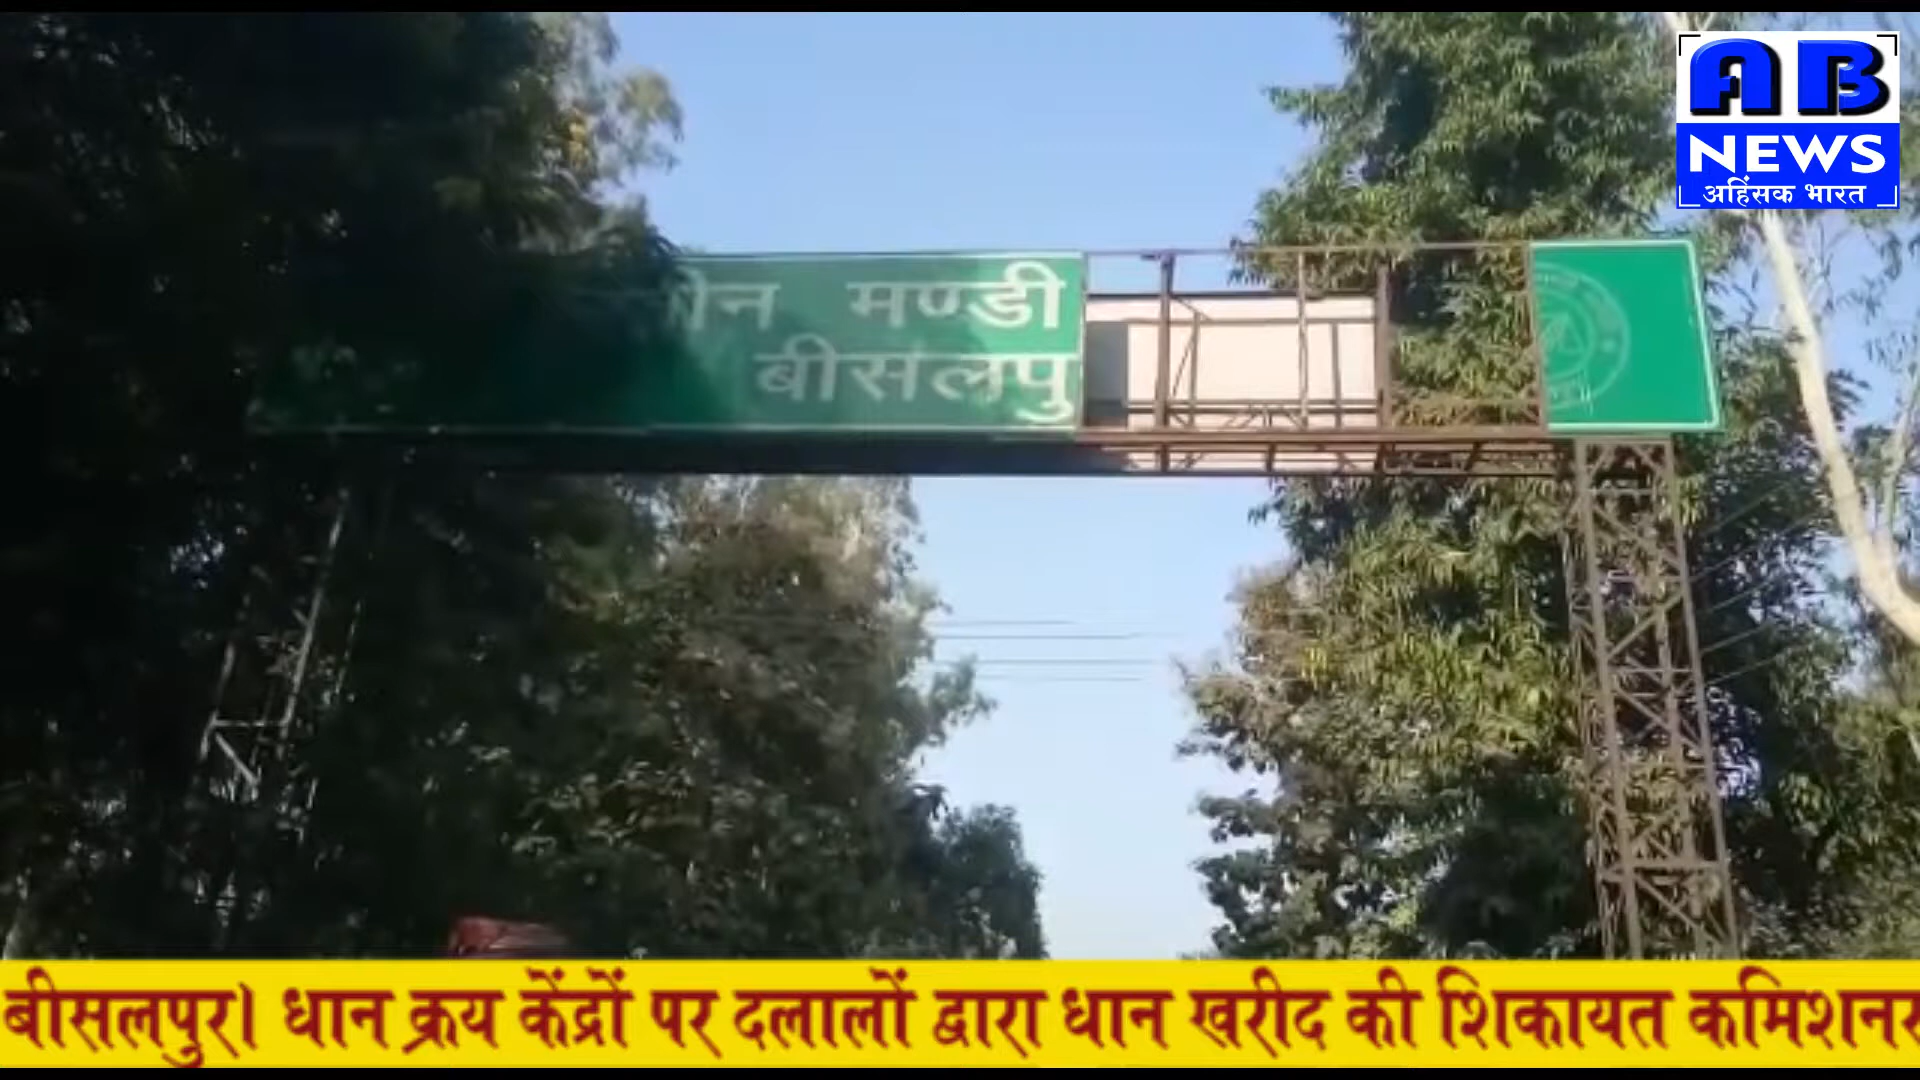 AB
NEWS
अहिंसक भारत
मण्डी
बीसलपु
बीसलपुर। धान क्रय केंद्रों पर दलालों द्वारा धान खरीद की शिकायत कमिशनर